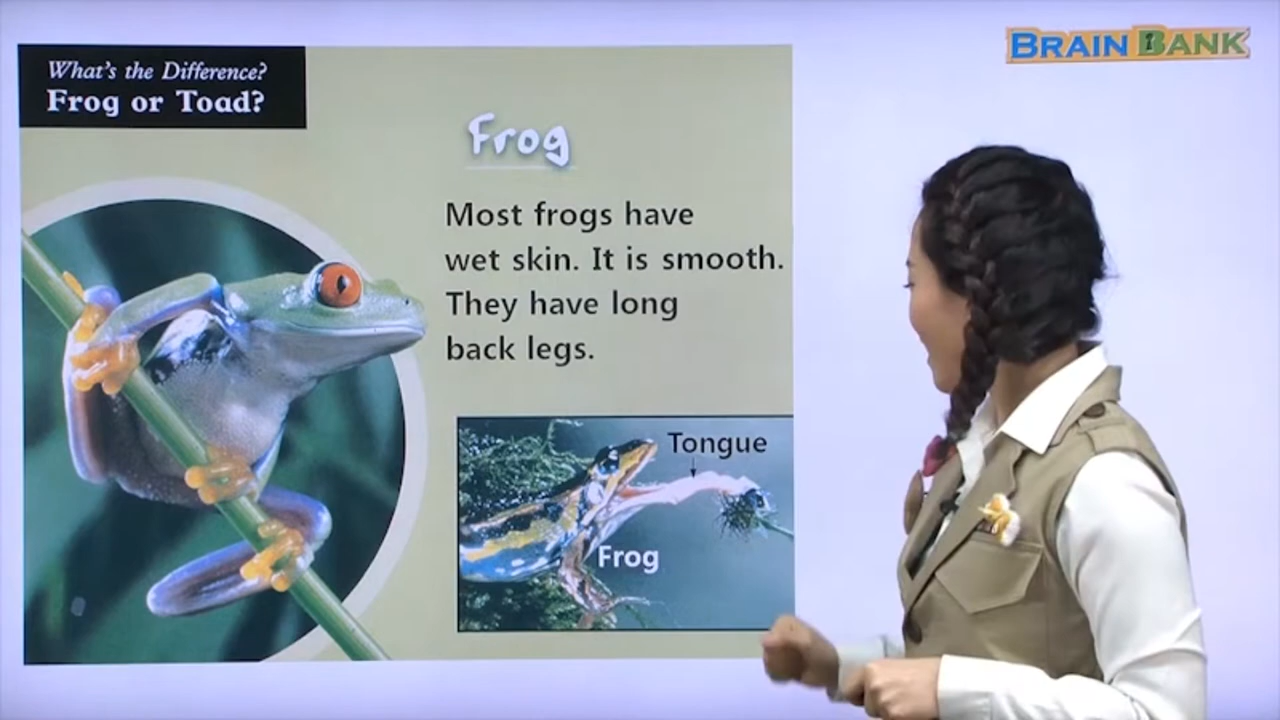 What's the Difference?
Frog or Toad?
BRAIN BANK
Frog
Most frogs have
wet skin. It is smooth.
They have long
back legs.
Tongue
Frog